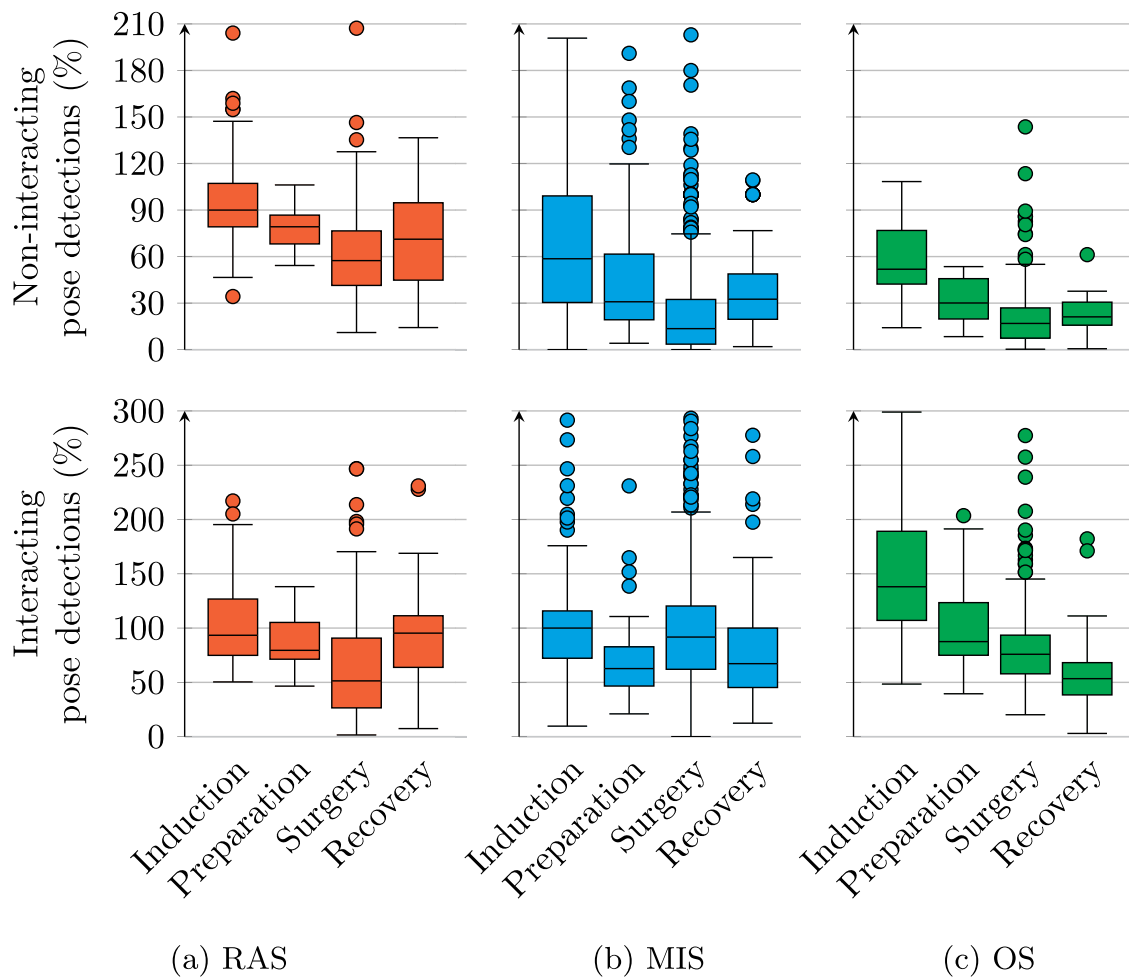 Non-interacting
pose detections (%)
210
180
150
120
90
60
30
0
Interacting
pose detections (%)
300
250
200
150
100
50
0
Induction
Preparation
Surgery
Recovery
Induction
Preparation
Surgery
Recovery
Induction
Preparation
Surgery
Recovery
(a) RAS
(b) MIS
(c) OS